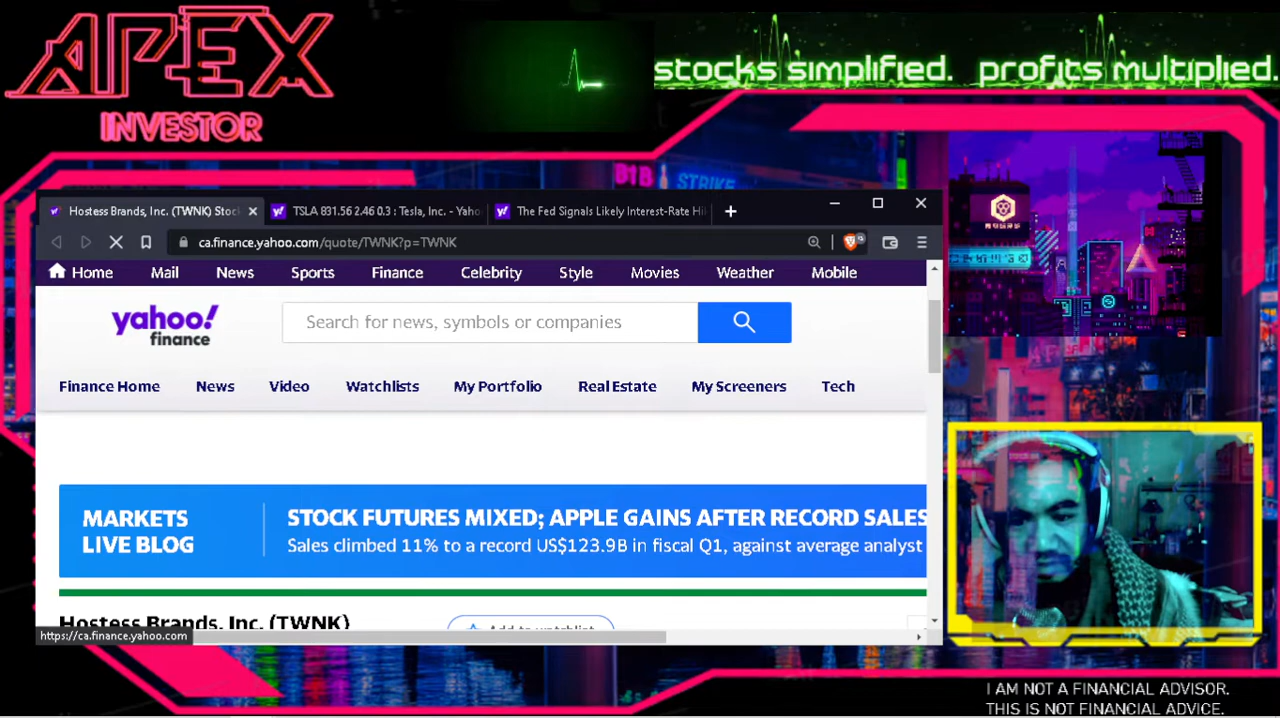 APEX
INVESTOR
stocks simplified. profits multiplied.
B1B STRIKE
Hostess Brands, Inc. (TWNK) Stoc
TSLA 831.56 2.46 0.3 : Tesla, Inc. - Yaho
The Fed Signals Likely Interest-Rate Hi
ca.finance.yahoo.com/quote/TWNK?p=TWNK
Home Mail News Sports Finance Celebrity Style Movies Weather Mobile
yahoo!
finance
Search for news, symbols or companies
Finance Home News Video Watchlists My Portfolio Real Estate My Screeners Tech
MARKETS
LIVE BLOG
STOCK FUTURES MIXED; APPLE GAINS AFTER RECORD SALES
Sales climbed 11% to a record US$123.9B in fiscal Q1, against average analyst
Hostess Brands, Inc. (TWNK)
Add to watchlist
https://ca.finance.yahoo.com
I AM NOT A FINANCIAL ADVISOR.
THIS IS NOT FINANCIAL ADVICE.